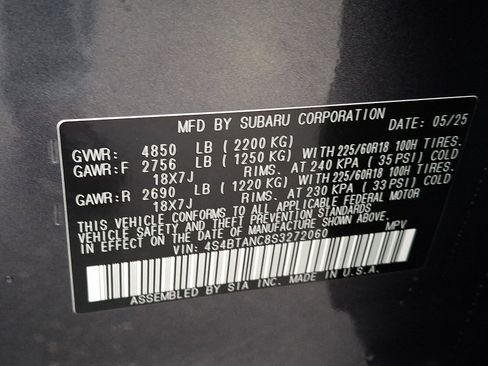 MFD BY SUBARU CORPORATION DATE: 05/25
GVWR: 4850 LB (2200 KG)
GAWR:F 2756 LB (1250 KG) WITH 225/60R18 100H TIRES.
18X7J RIMS. AT 240 KPA (35 PSI) COLD
GAWR:R 2690 LB (1220 KG) WITH 225/60R18 100H TIRES.
18X7J RIMS. AT 230 KPA (33 PSI) COLD
THIS VEHICLE CONFORMS TO ALL APPLICABLE FEDERAL MOTOR
VEHICLE SAFETY AND THEFT PREVENTION STANDARDS
IN EFFECT ON THE DATE OF MANUFACTURE SHOWN ABOVE.
VIN: 4S4BTANC8S3272060 MPV
ASSEMBLED BY SIA INC. MADE IN U.S.A.